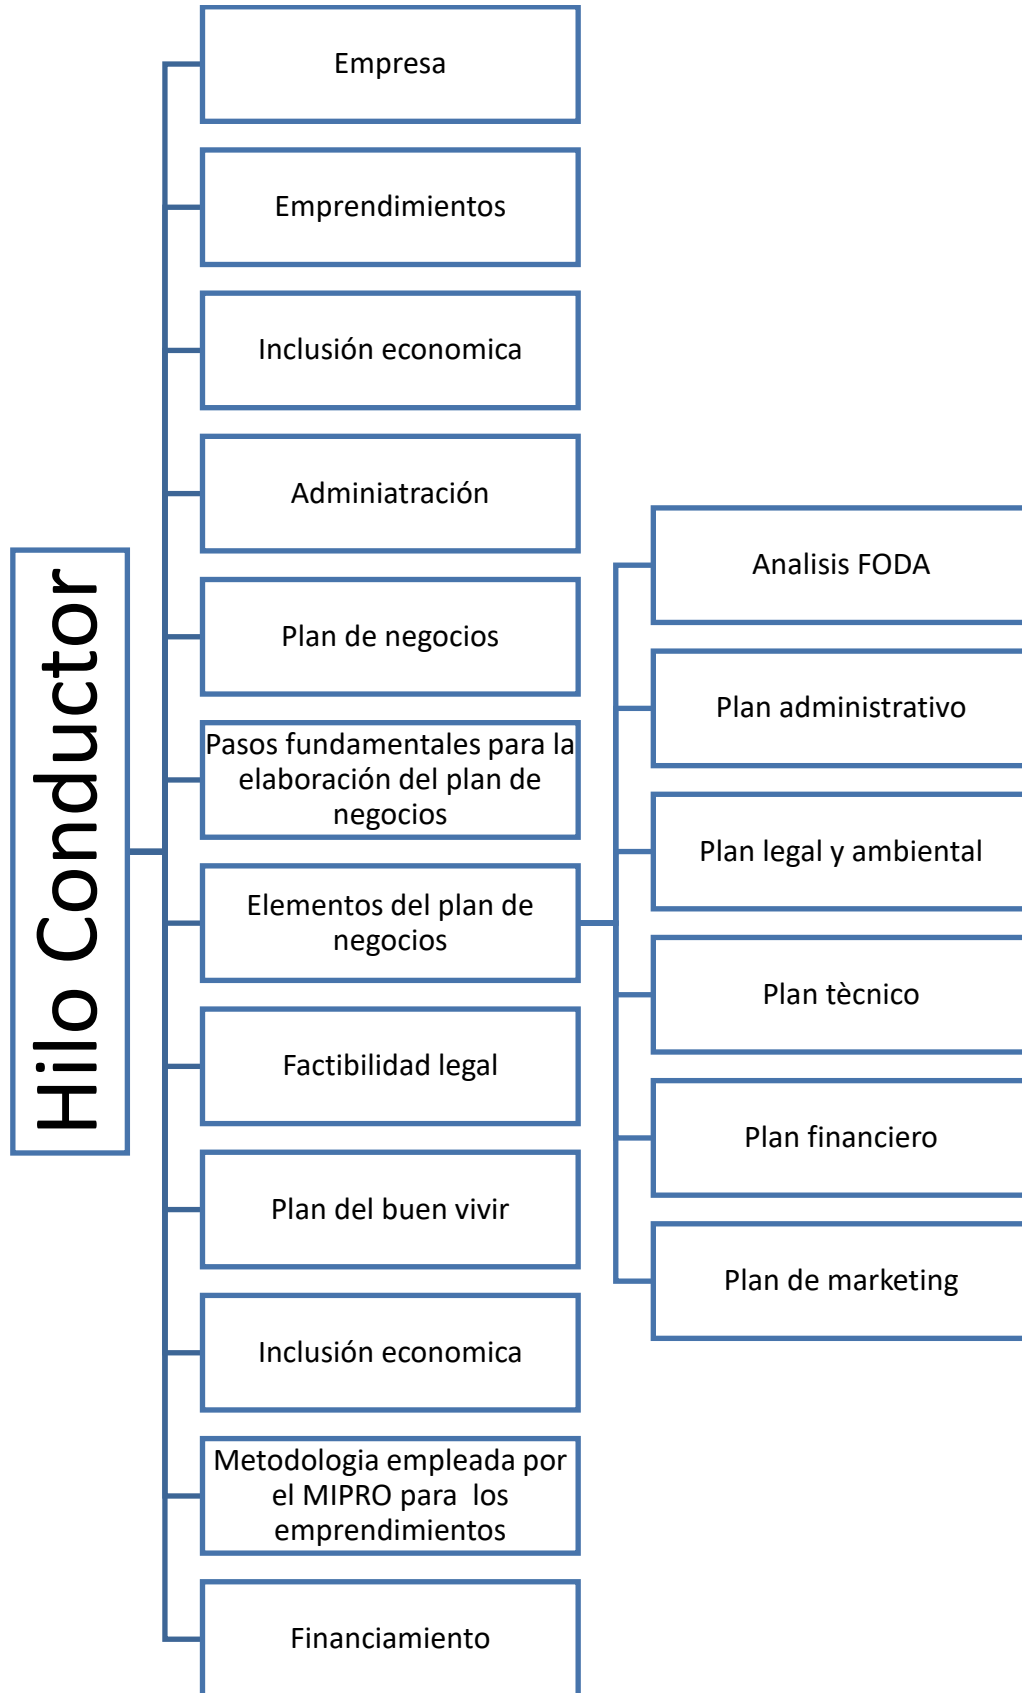 Hilo Conductor
Empresa
Emprendimientos
Inclusión economica
Adminiatración
Plan de negocios
Pasos fundamentales para la
elaboración del plan de
negocios
Elementos del plan de
negocios
Factibilidad legal
Plan del buen vivir
Inclusión economica
Metodologia empleada por
el MIPRO para  los
emprendimientos
Financiamiento
Analisis FODA
Plan administrativo
Plan legal y ambiental
Plan tècnico
Plan financiero
Plan de marketing